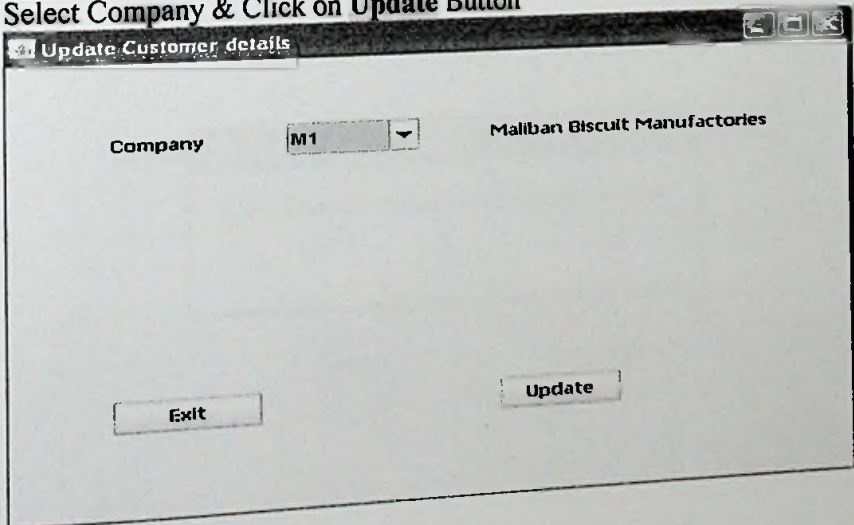 Select Company & Click on Update Button
Update Customer details
Company M1 Maliban Biscuit Manufactories
Exit Update